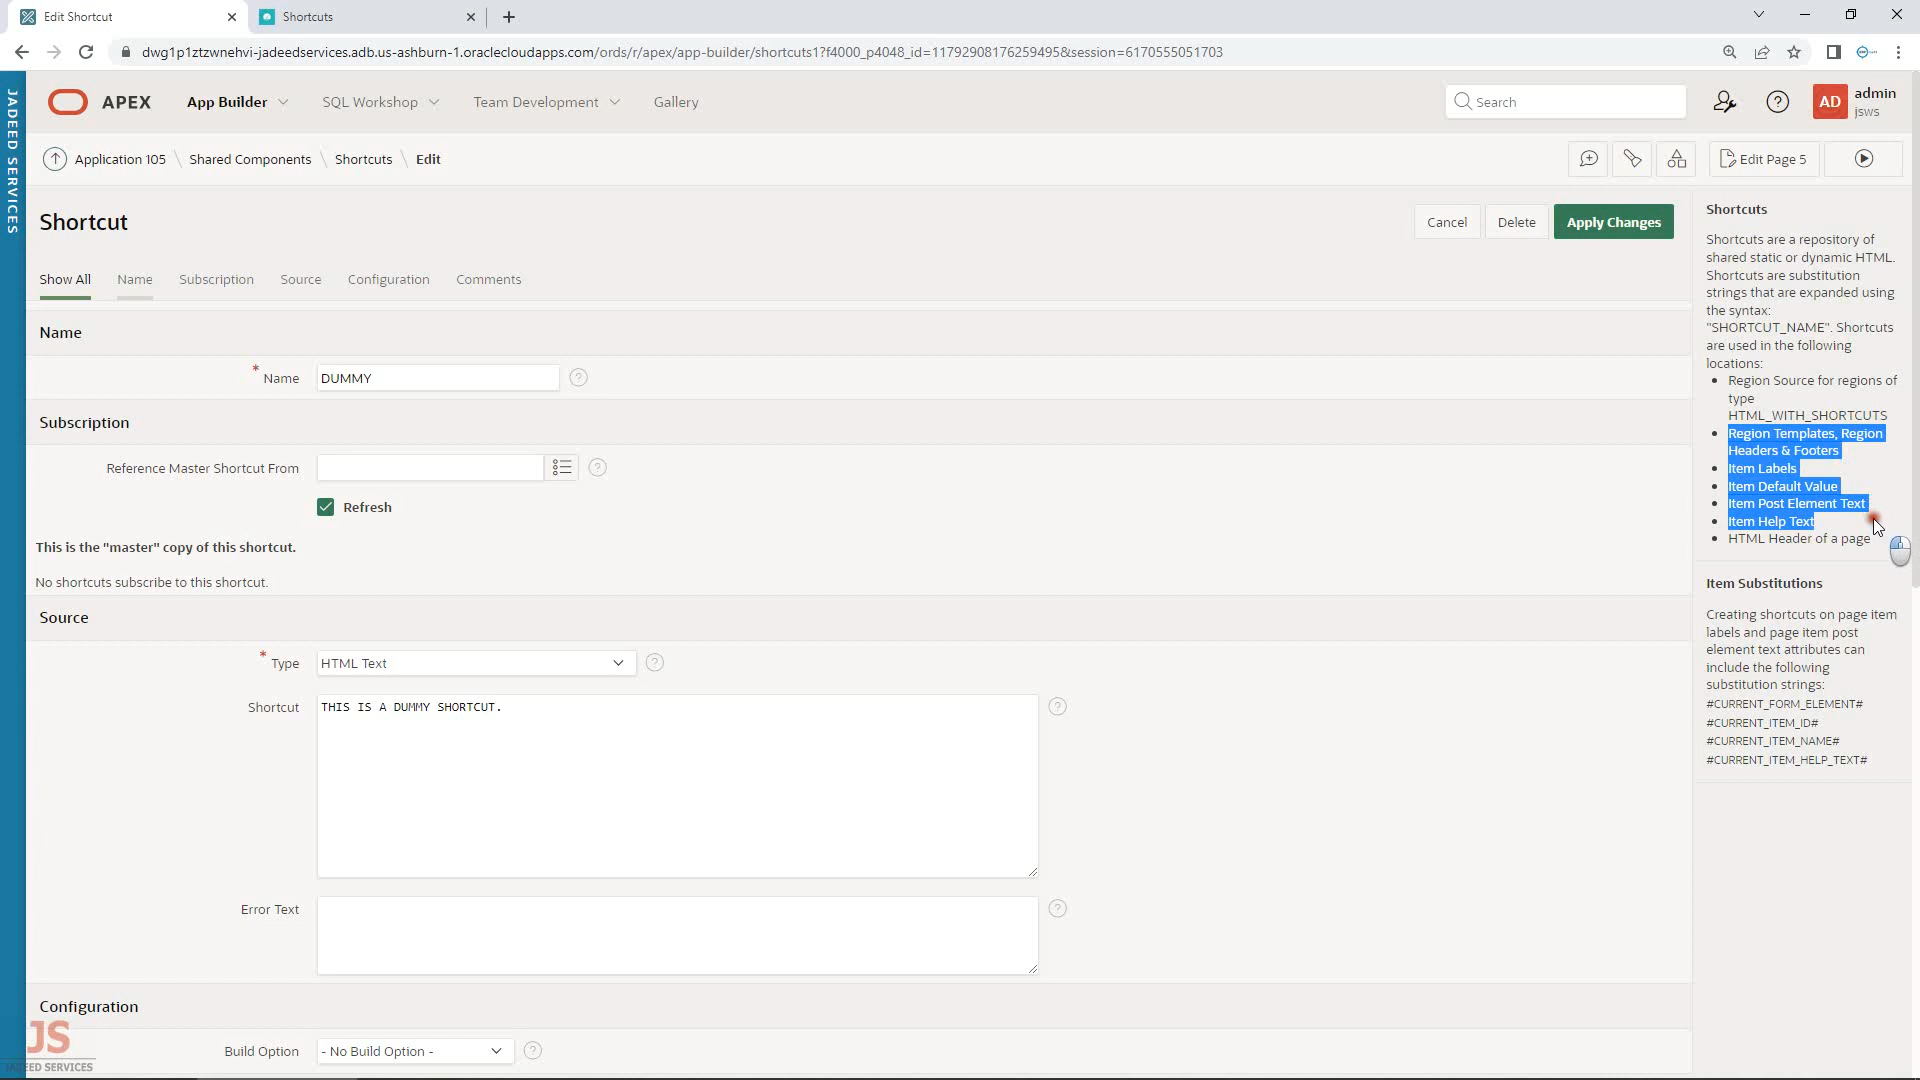 Edit Shortcut
Shortcuts
dwg1p1ztzwnehvi-jadeedservices.adb.us-ashburn-1.oraclecloudapps.com/ords/r/apex/app-builder/shortcuts1?f4000_p4048_id=11792908176259495&session=6170555051703
JADEED SERVICES
APEX
App Builder
SQL Workshop
Team Development
Gallery
Search
AD
admin
jsws
Application 105
Shared Components
Shortcuts
Edit
Edit Page 5
Shortcut
Cancel
Delete
Apply Changes
Show All
Name
Subscription
Source
Configuration
Comments
Name
* Name
DUMMY
Subscription
Reference Master Shortcut From
Refresh
This is the "master" copy of this shortcut.
No shortcuts subscribe to this shortcut.
Source
* Type
HTML Text
Shortcut
THIS IS A DUMMY SHORTCUT.
Error Text
Configuration
Build Option
- No Build Option -
JS
JADEED SERVICES
Shortcuts
Shortcuts are a repository of
shared static or dynamic HTML.
Shortcuts are substitution
strings that are expanded using
the syntax:
"SHORTCUT_NAME". Shortcuts
are used in the following
locations:
Region Source for regions of
type
HTML_WITH_SHORTCUTS
Region Templates, Region
Headers & Footers
Item Labels
Item Default Value
Item Post Element Text
Item Help Text
HTML Header of a page
Item Substitutions
Creating shortcuts on page item
labels and page item post
element text attributes can
include the following
substitution strings:
#CURRENT_FORM_ELEMENT#
#CURRENT_ITEM_ID#
#CURRENT_ITEM_NAME#
#CURRENT_ITEM_HELP_TEXT#